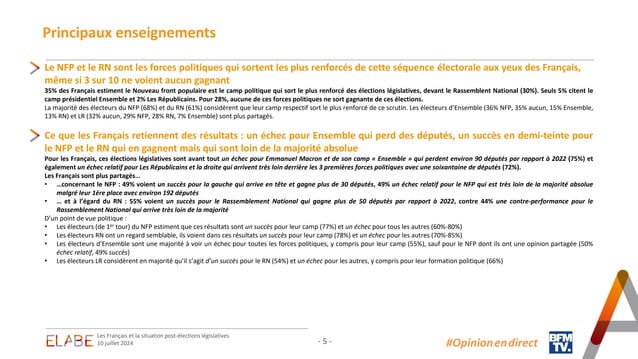 Principaux enseignements
Le NFP et le RN sont les forces politiques qui sortent les plus renforcés de cette séquence électorale aux yeux des Français,
même si 3 sur 10 ne voient aucun gagnant
35% des Français estiment le Nouveau front populaire est le camp politique qui sort le plus renforcé des élections législatives, devant le Rassemblent National (30%). Seuls 5% citent le
camp présidentiel Ensemble et 2% Les Républicains. Pour 28%, aucune de ces forces politiques ne sort gagnante de ces élections.
La majorité des électeurs du NFP (68%) et du RN (61%) considèrent que leur camp respectif sort le plus renforcé de ce scrutin. Les électeurs d'Ensemble (36% NFP, 35% aucun, 15% Ensemble,
13% RN) et LR (32% aucun, 29% NFP, 28% RN, 7% Ensemble) sont plus partagés.
Ce que les Français retiennent des résultats : un échec pour Ensemble qui perd des députés, un succès en demi-teinte pour
le NFP et le RN qui en gagnent mais qui sont loin de la majorité absolue
Pour les Français, ces élections législatives sont avant tout un échec pour Emmanuel Macron et de son camp « Ensemble » qui perdent environ 90 députés par rapport à 2022 (75%) et
également un échec relatif pour Les Républicains et la droite qui arrivent très loin derrière les 3 premières forces politiques avec une soixantaine de députés (72%).
Les Français sont plus partagés…
• …concernant le NFP : 49% voient un succès pour la gauche qui arrive en tête et gagne plus de 30 députés, 49% un échec relatif pour le NFP qui est très loin de la majorité absolue
malgré leur 1ère place avec environ 192 députés
• … et à l'égard du RN : 55% voient un succès pour le Rassemblement National qui gagne plus de 50 députés par rapport à 2022, contre 44% une contre-performance pour le
Rassemblement National qui arrive très loin de la majorité
D'un point de vue politique :
• Les électeurs (de 1er tour) du NFP estiment que ces résultats sont un succès pour leur camp (77%) et un échec pour tous les autres (60%-80%)
• Les électeurs RN ont un regard semblable, ils voient dans ces résultats un succès pour leur camp (78%) et un échec pour les autres (70%-85%)
• Les électeurs d'Ensemble sont une majorité à voir un échec pour toutes les forces politiques, y compris pour leur camp (55%), sauf pour le NFP dont ils ont une opinion partagée (50%
échec relatif, 49% succès)
• Les électeurs LR considèrent en majorité qu'il s'agit d'un succès pour le RN (54%) et un échec pour les autres, y compris pour leur formation politique (66%)
ELABE
Les Français et la situation post-élections législatives
10 juillet 2024
- 5 -
#Opinionendirect
BFM
TV.